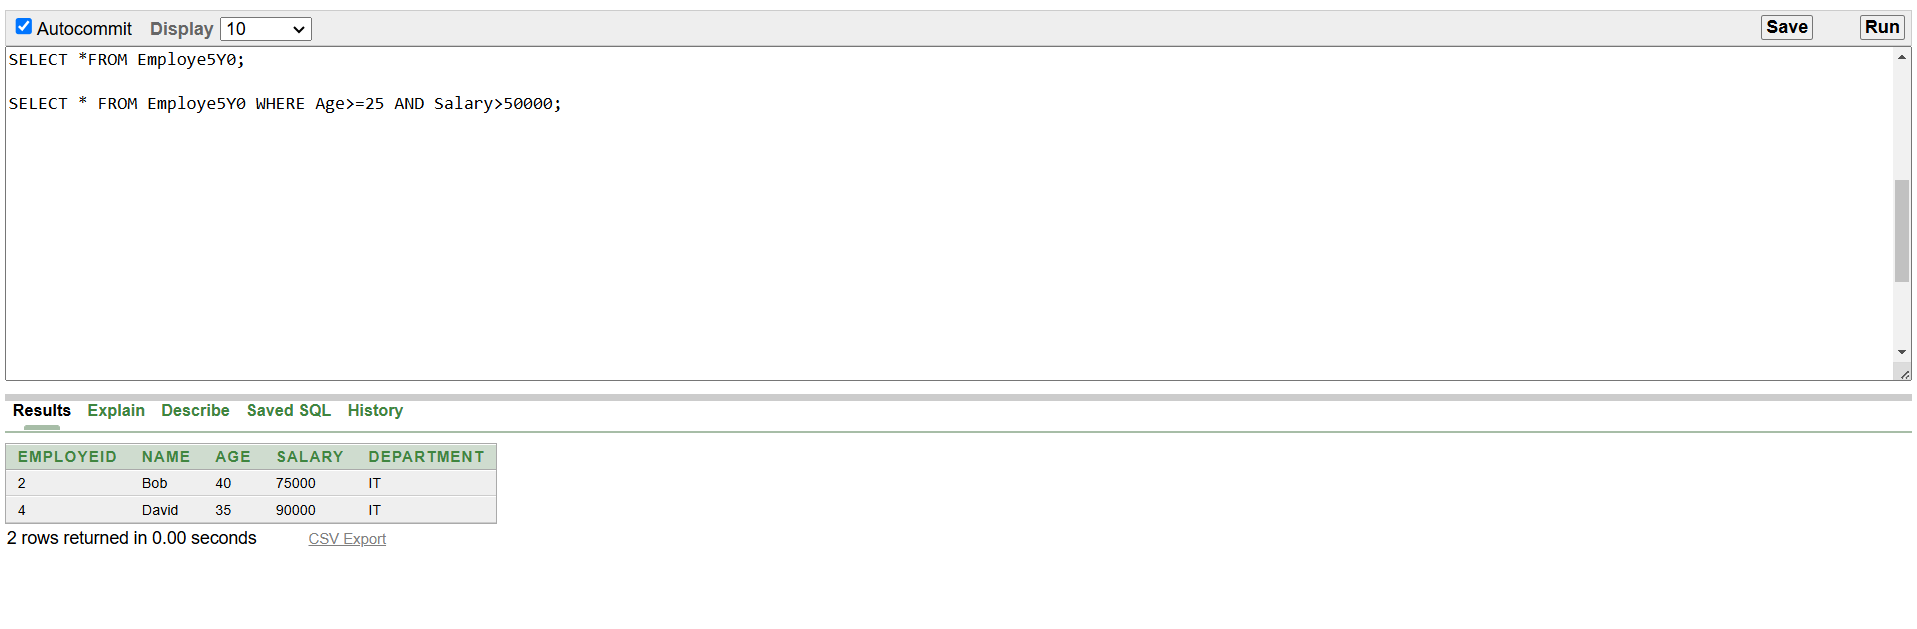 Autocommit Display 10 Save Run
SELECT *FROM Employe5Y0;
SELECT * FROM Employe5Y0 WHERE Age>=25 AND Salary>50000;
Results Explain Describe Saved SQL History
EMPLOYEID NAME AGE SALARY DEPARTMENT
2 Bob 40 75000 IT
4 David 35 90000 IT
2 rows returned in 0.00 seconds CSV Export